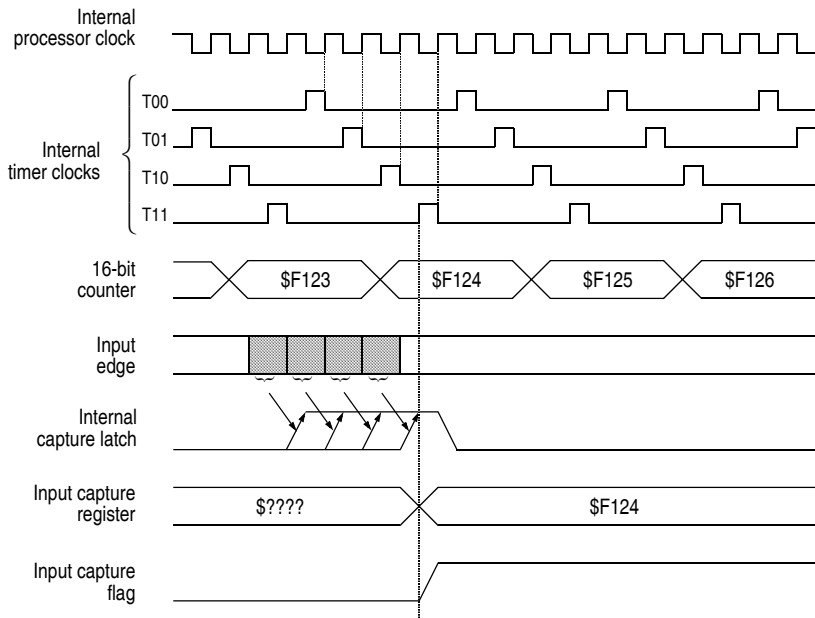 Internal
processor clock
T00
T01
Internal
timer clocks
T10
T11
16-bit
counter
$F123
$F124
$F125
$F126
Input
edge
Internal
capture latch
Input capture
register
$????
$F124
Input capture
flag